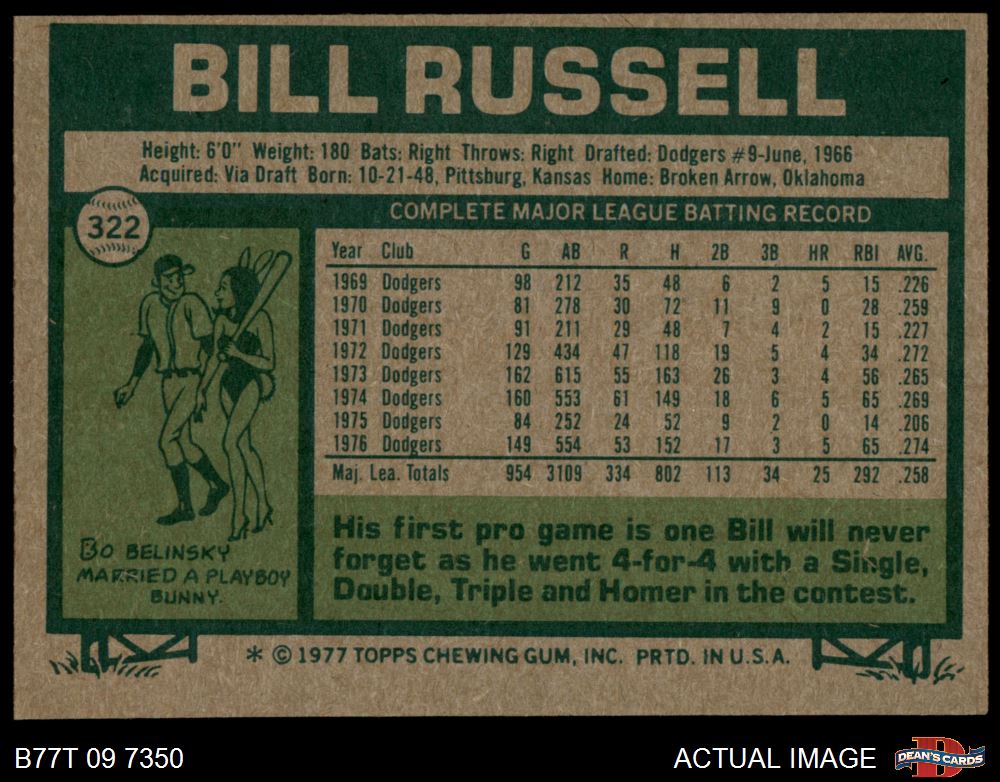 BILL RUSSELL
Height: 6'0" Weight: 180 Bats: Right Throws: Right Drafted: Dodgers #9-June, 1966
Acquired: Via Draft Born: 10-21-48, Pittsburg, Kansas Home: Broken Arrow, Oklahoma
322
COMPLETE MAJOR LEAGUE BATTING RECORD
Year Club G AB R H 2B 3B HR RBI AVG.
1969 Dodgers 98 212 35 48 6 2 5 15 .226
1970 Dodgers 81 278 30 72 11 9 0 28 .259
1971 Dodgers 91 211 29 48 7 4 2 15 .227
1972 Dodgers 129 434 47 118 19 5 4 34 .272
1973 Dodgers 162 615 55 163 26 3 4 56 .265
1974 Dodgers 160 553 61 149 18 6 5 65 .269
1975 Dodgers 84 252 24 52 9 2 0 14 .206
1976 Dodgers 149 554 53 152 17 3 5 65 .274
Maj. Lea. Totals 954 3109 334 802 113 34 25 292 .258
BO BELINSKY
MARRIED A PLAYBOY
BUNNY.
His first pro game is one Bill will never
forget as he went 4-for-4 with a Single,
Double, Triple and Homer in the contest.
* © 1977 TOPPS CHEWING GUM, INC. PRTD. IN U.S.A.
B77T 09 7350
ACTUAL IMAGE
D
DEAN'S CARDS